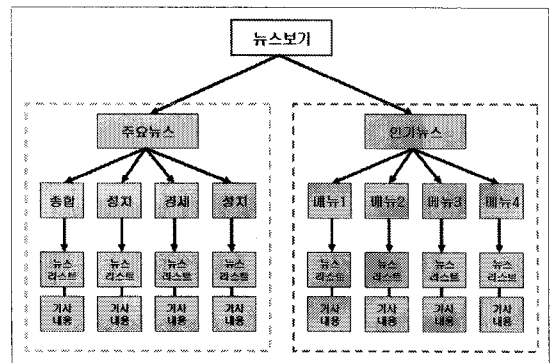 뉴스보기
주요뉴스
인기뉴스
종합 정치 경제 정치
메뉴1 메뉴2 메뉴3 메뉴4
뉴스 뉴스 뉴스 뉴스
리스트 리스트 리스트 리스트
뉴스 뉴스 뉴스 뉴스
리스트 리스트 리스트 리스트
기사 기사 기사 기사
내용 내용 내용 내용
기사 기사 기사 기사
내용 내용 내용 내용